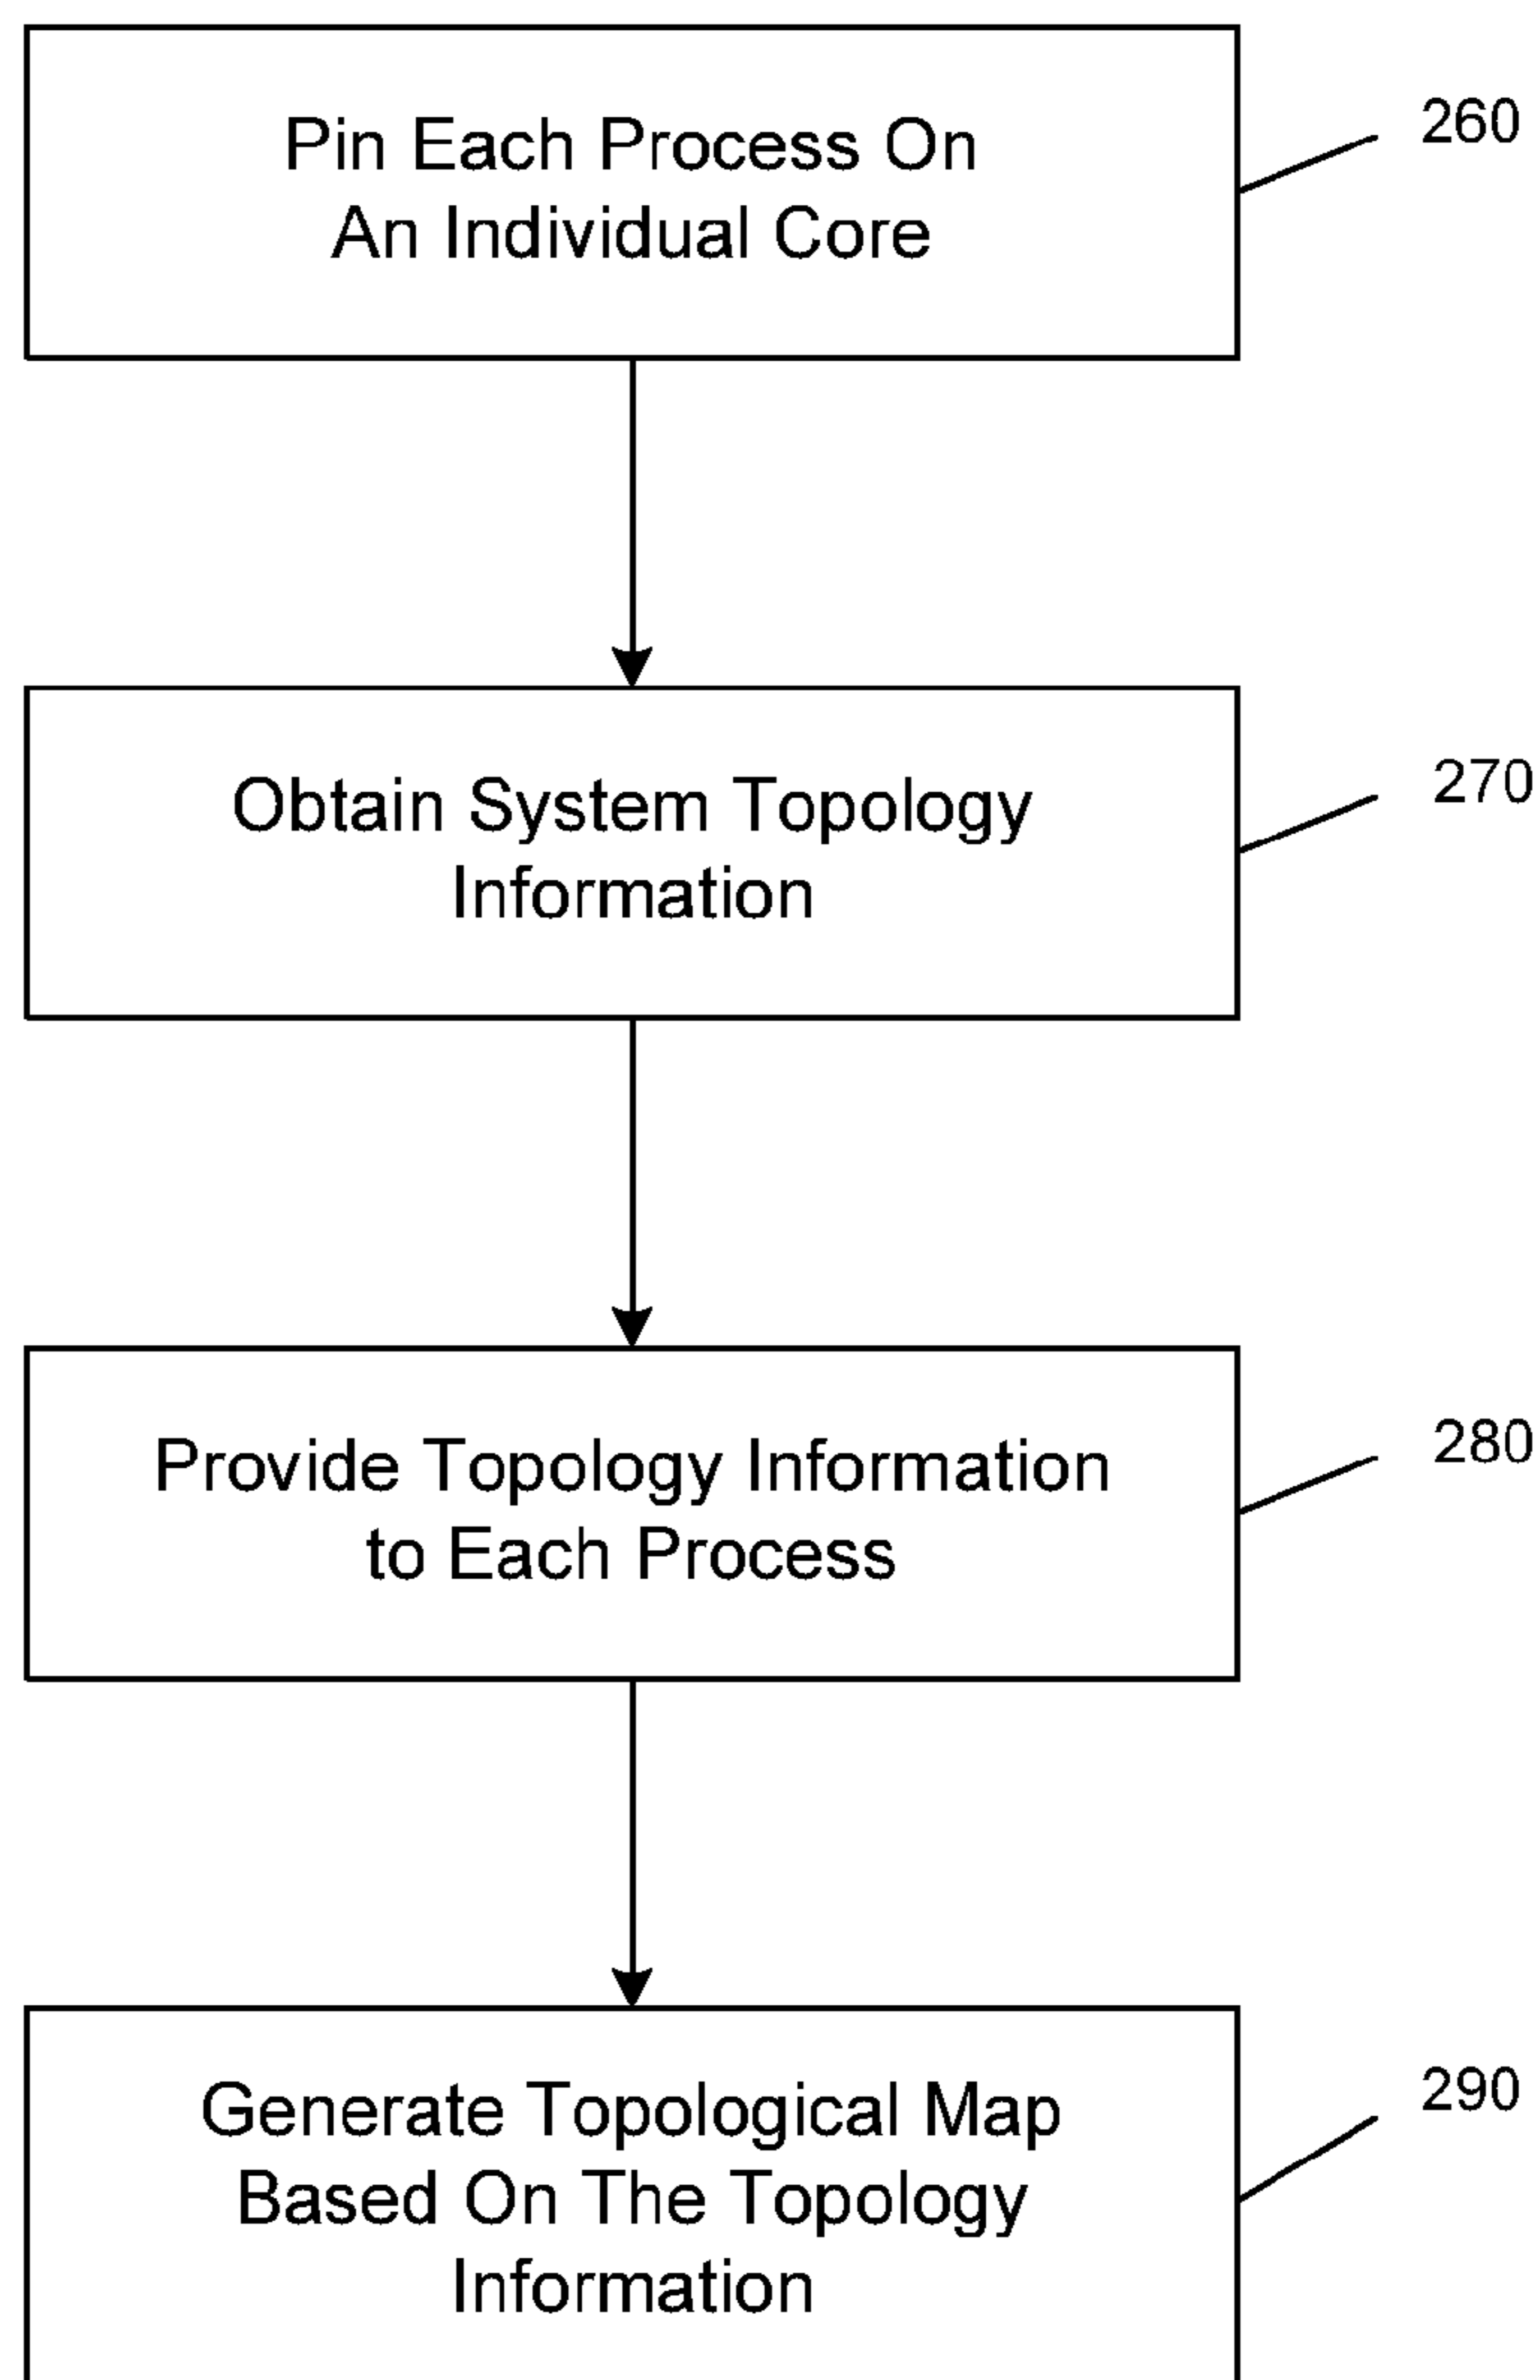 Pin Each Process On
An Individual Core
260
Obtain System Topology
Information
270
Provide Topology Information
to Each Process
280
Generate Topological Map
Based On The Topology
Information
290